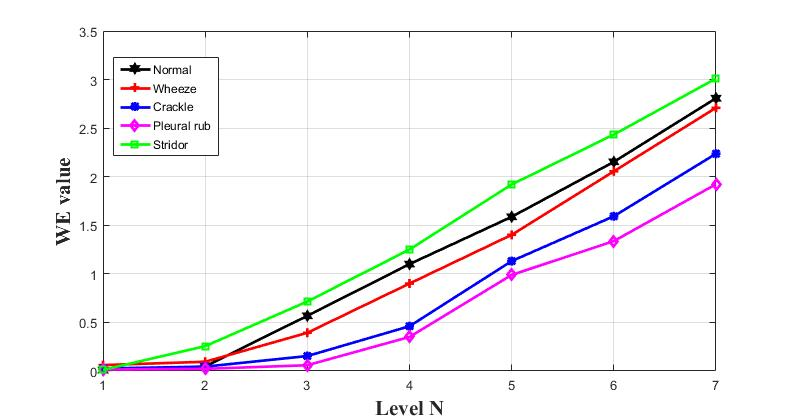 3.5
3
2.5
2
1.5
1
0.5
0
Normal
Wheeze
Crackle
Pleural rub
Stridor
WE value
1 2 3 4 5 6 7
Level N